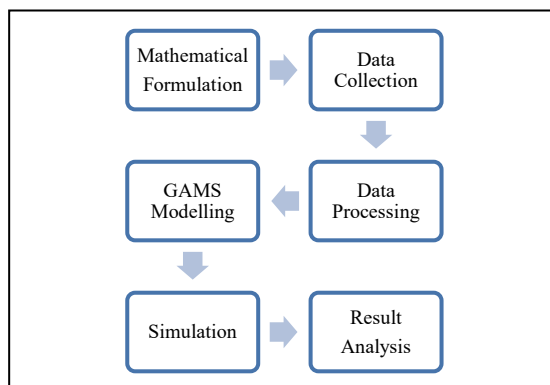 Mathematical
Formulation
Data
Collection
Data
Processing
GAMS
Modelling
Simulation
Result
Analysis